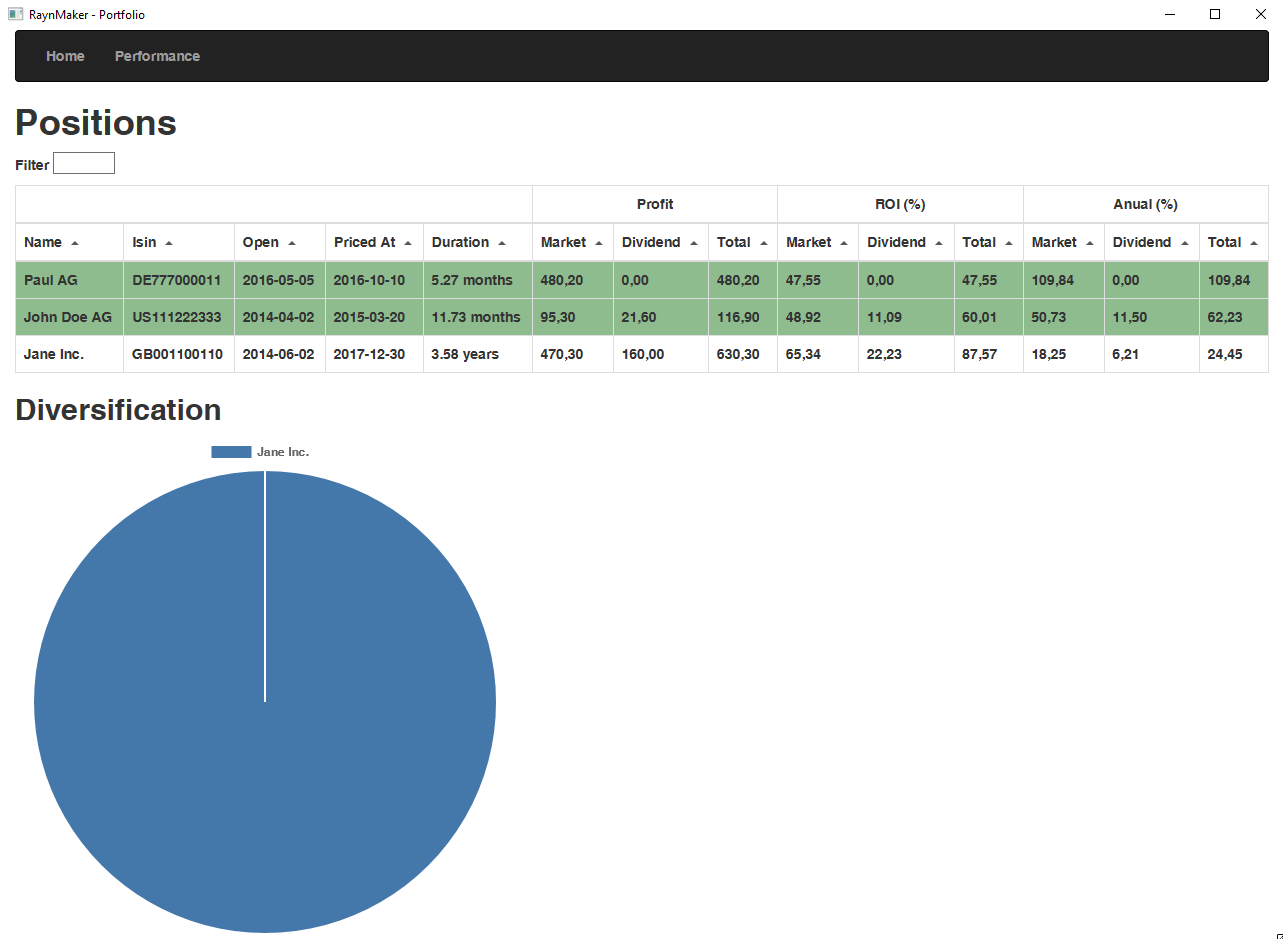 RaynMaker - Portfolio
Home Performance
Positions
Filter
Profit ROI (%) Anual (%)
Name Isin Open Priced At Duration Market Dividend Total Market Dividend Total Market Dividend Total
Paul AG DE777000011 2016-05-05 2016-10-10 5.27 months 480,20 0,00 480,20 47,55 0,00 47,55 109,84 0,00 109,84
John Doe AG US111222333 2014-04-02 2015-03-20 11.73 months 95,30 21,60 116,90 48,92 11,09 60,01 50,73 11,50 62,23
Jane Inc. GB001100110 2014-06-02 2017-12-30 3.58 years 470,30 160,00 630,30 65,34 22,23 87,57 18,25 6,21 24,45
Diversification
Jane Inc.